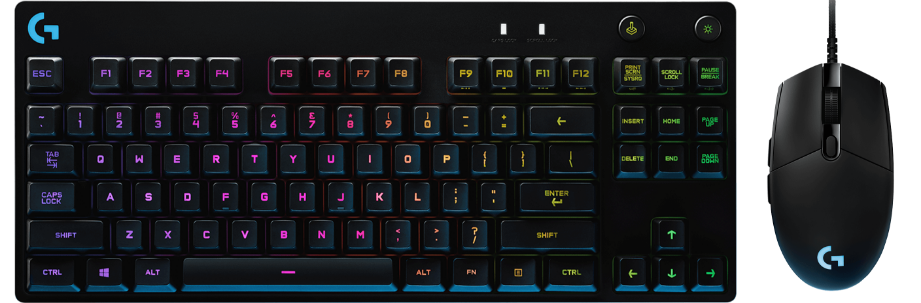 G
ESC F1 F2 F3 F4 F5 F6 F7 F8 F9 F10 F11 F12 PRINT SCRN SYSRQ SCROLL LOCK PAUSE BREAK
~ ` ! 1 @ 2 # 3 $ 4 % 5 ^ 6 & 7 * 8 ( 9 ) 0 _ - + = ← INSERT HOME PAGE UP
TAB Q W E R T Y U I O P { [ } ] | \ DELETE END PAGE DOWN
CAPS LOCK A S D F G H J K L : ; " ' ENTER
SHIFT Z X C V B N M < , > . ? / SHIFT ↑
CTRL ALT ALT FN CTRL ← ↓ →
G